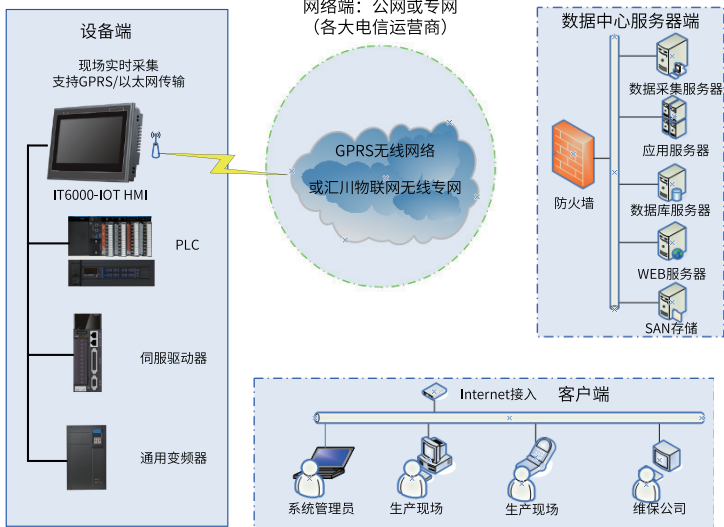 设备端
现场实时采集
支持GPRS/以太网传输
IT6000-IOT HMI
PLC
伺服驱动器
通用变频器
网络端：公网或专网
（各大电信运营商）
GPRS无线网络
或汇川物联网无线专网
数据中心服务器端
数据采集服务器
应用服务器
防火墙
数据库服务器
WEB服务器
SAN存储
Internet接入
客户端
系统管理员
生产现场
生产现场
维保公司